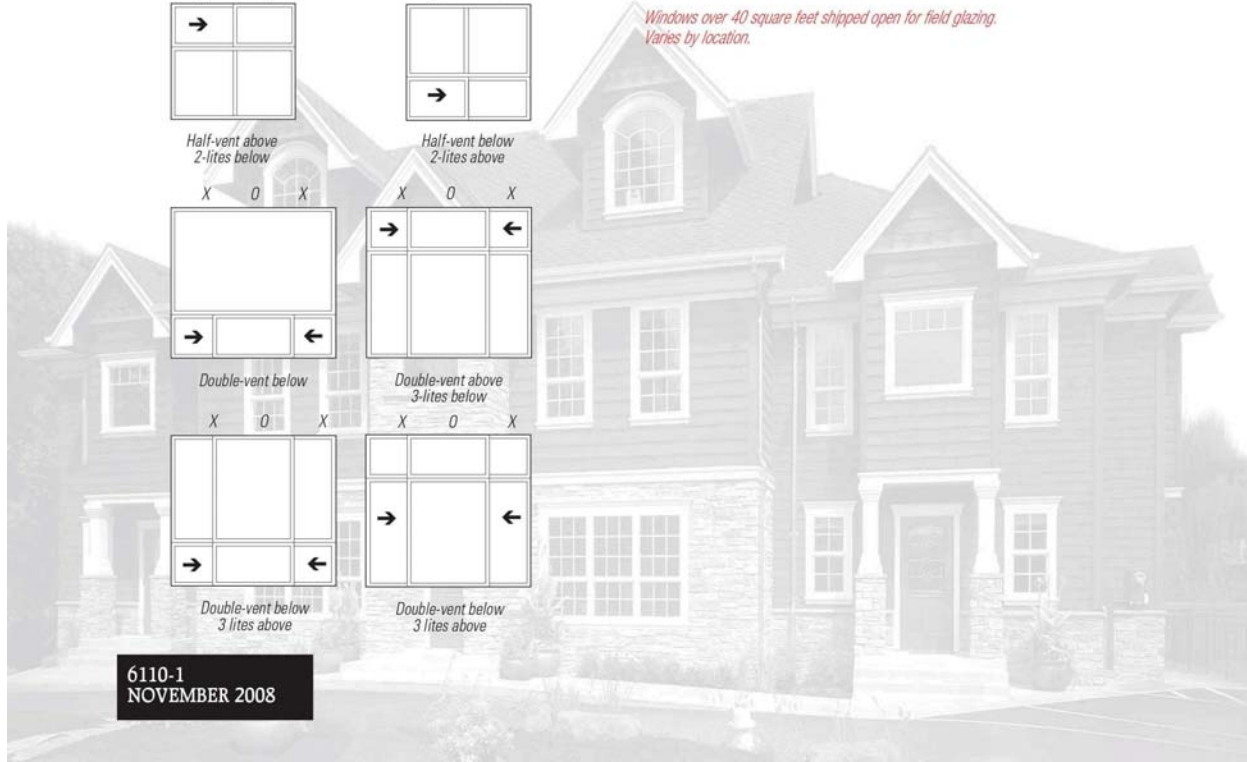 Windows over 40 square feet shipped open for field glazing.
Varies by location.
Half-vent above
2-lites below
Half-vent below
2-lites above
X O X
X O X
Double-vent below
Double-vent above
3-lites below
X O X
X O X
Double-vent below
3 lites above
Double-vent below
3 lites above
6110-1
NOVEMBER 2008